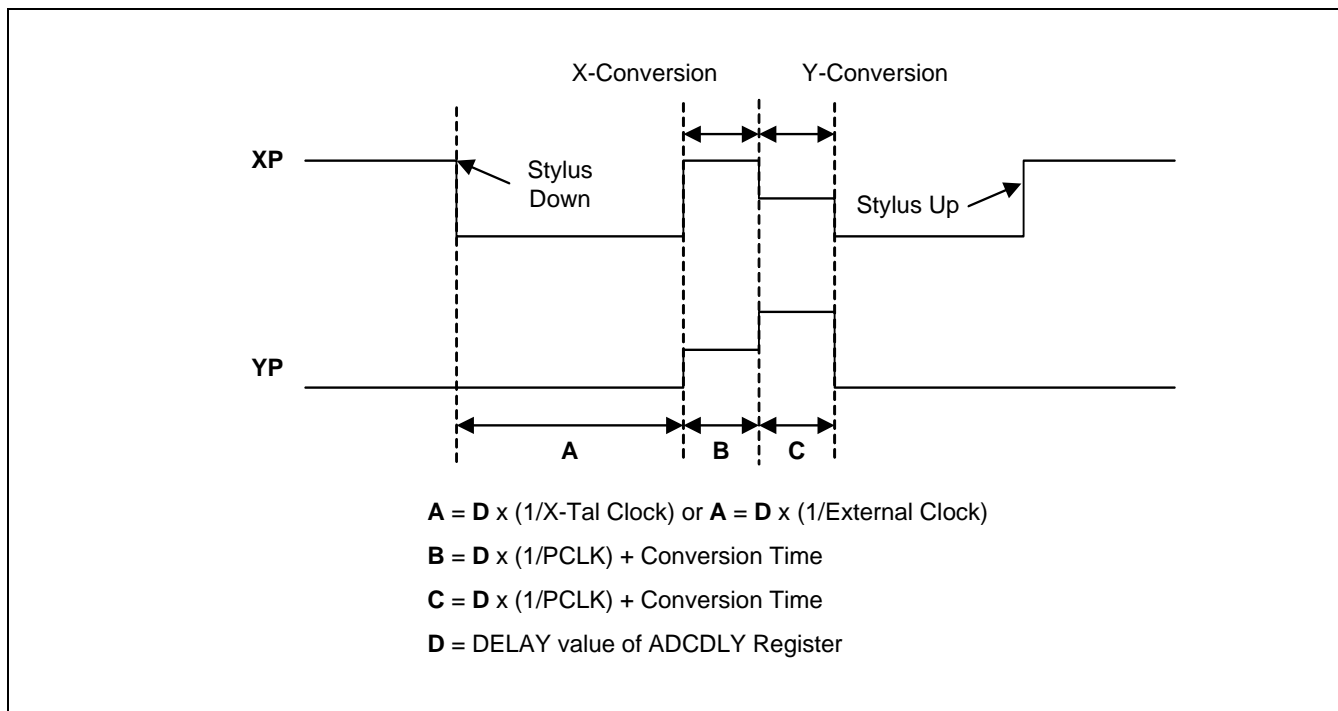 X-Conversion Y-Conversion
XP
Stylus
Down
Stylus Up
YP
A B C
A = D x (1/X-Tal Clock) or A = D x (1/External Clock)
B = D x (1/PCLK) + Conversion Time
C = D x (1/PCLK) + Conversion Time
D = DELAY value of ADCDLY Register